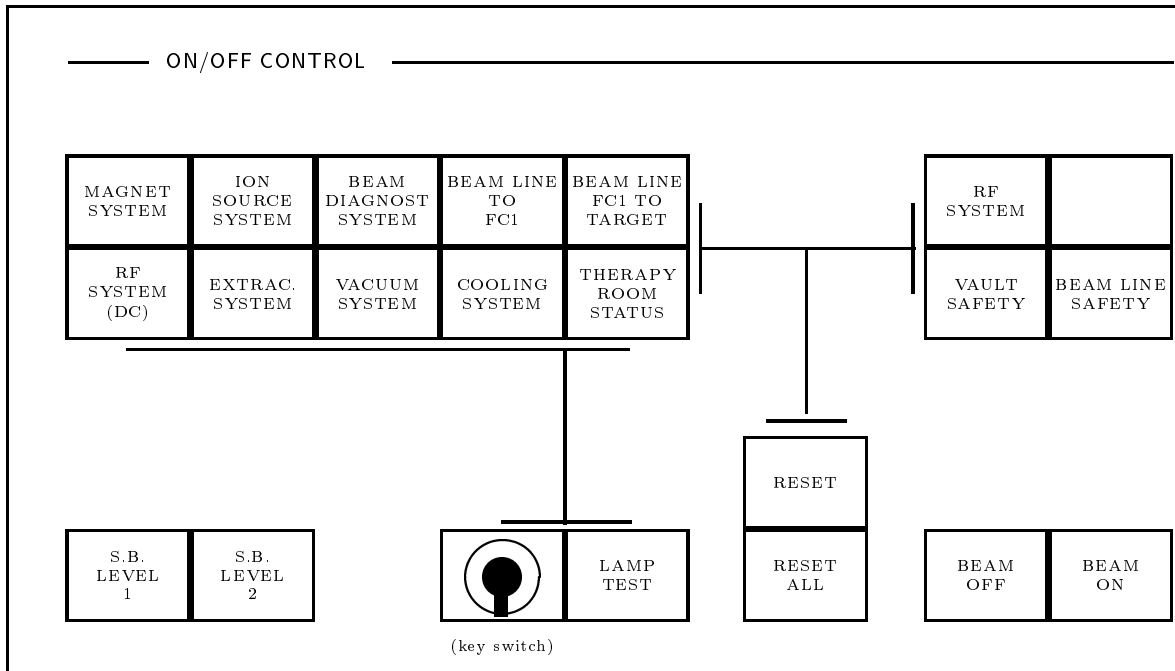 ON/OFF CONTROL
MAGNET
SYSTEM
ION
SOURCE
SYSTEM
BEAM
DIAGNOST
SYSTEM
BEAM LINE
TO
FC1
BEAM LINE
FC1 TO
TARGET
RF
SYSTEM
RF
SYSTEM
(DC)
EXTRAC.
SYSTEM
VACUUM
SYSTEM
COOLING
SYSTEM
THERAPY
ROOM
STATUS
VAULT
SAFETY
BEAM LINE
SAFETY
RESET
S.B.
LEVEL
1
S.B.
LEVEL
2
LAMP
TEST
RESET
ALL
BEAM
OFF
BEAM
ON
(key switch)